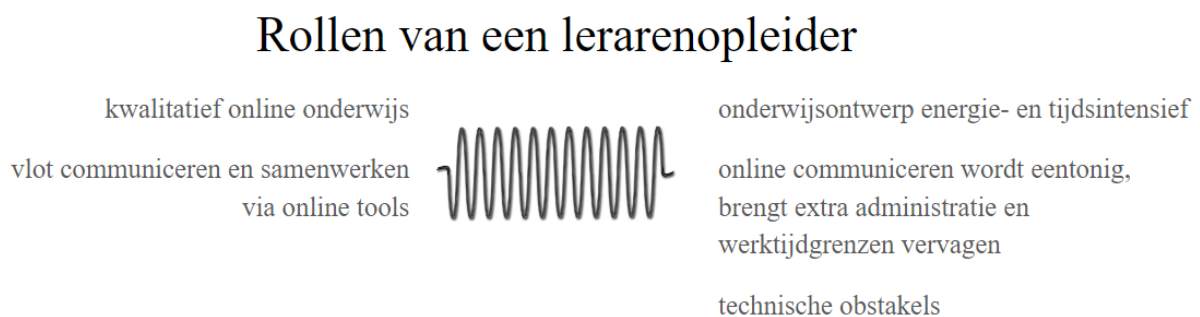 Rollen van een lerarenopleider
kwalitatief online onderwijs
vlot communiceren en samenwerken
via online tools
onderwijsontwerp energie- en tijdsintensief
online communiceren wordt eentonig,
brengt extra administratie en
werktijdgrenzen vervagen
technische obstakels